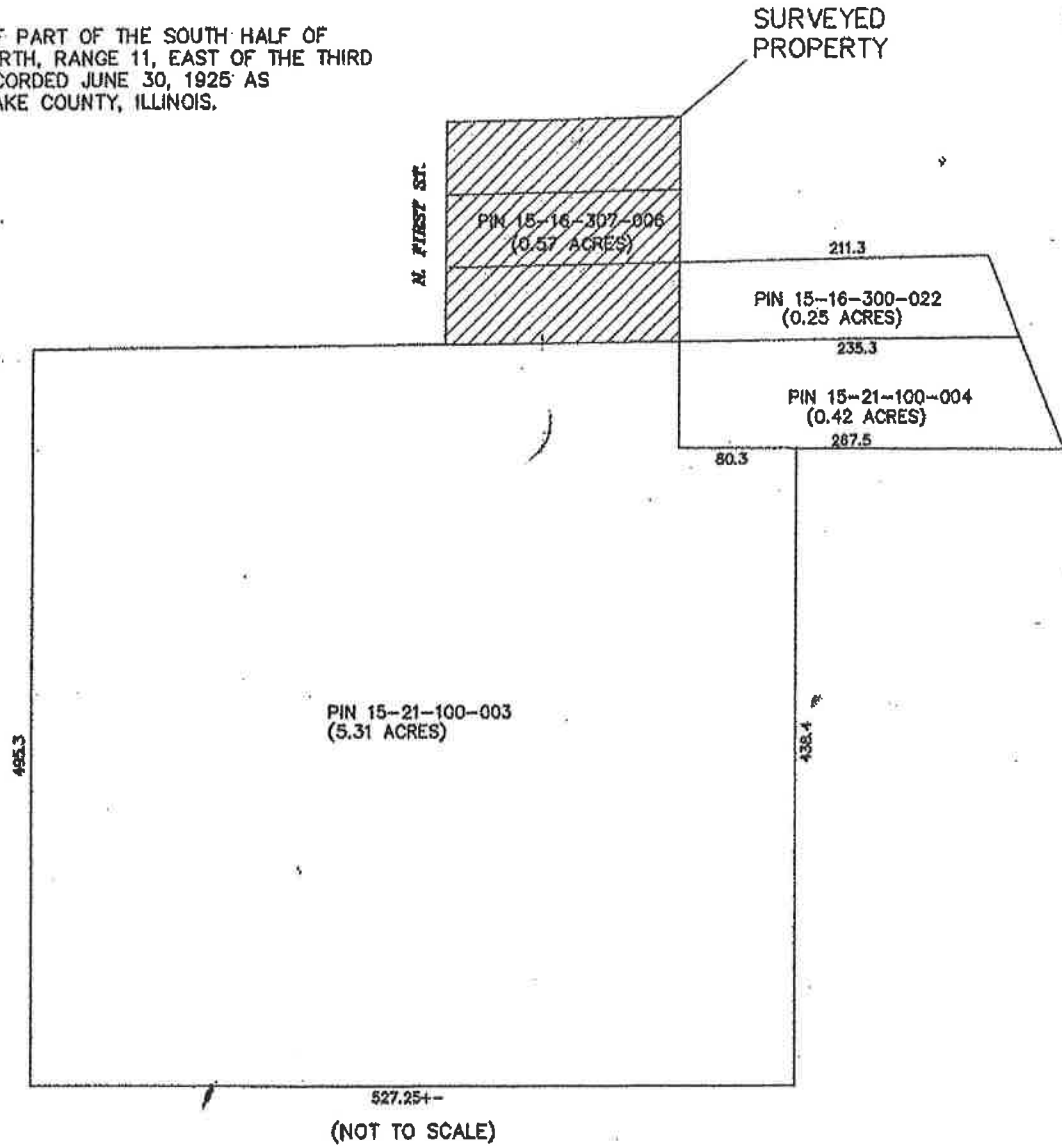 PART OF THE SOUTH HALF OF
RTH, RANGE 11, EAST OF THE THIRD
CORDED JUNE 30, 1925 AS
AKE COUNTY, ILLINOIS.
SURVEYED
PROPERTY
N. FIRST ST.
PIN 15-16-307-006
(0.57 ACRES)
211.3
PIN 15-16-300-022
(0.25 ACRES)
235.3
PIN 15-21-100-004
(0.42 ACRES)
267.5
80.3
PIN 15-21-100-003
(5.31 ACRES)
495.3
438.4
527.25+-
(NOT TO SCALE)